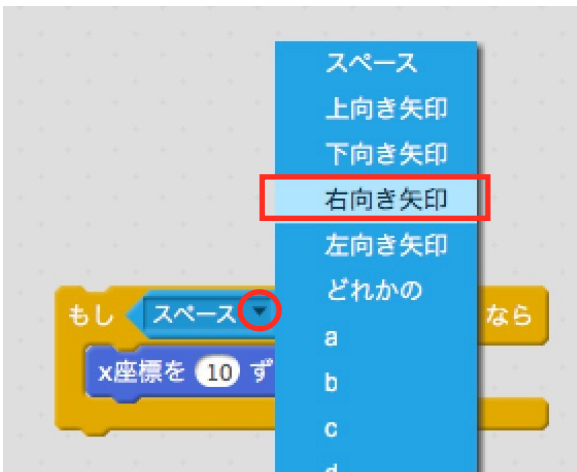 スペース
上向き矢印
下向き矢印
右向き矢印
左向き矢印
どれかの
a
b
c
d
もし スペース なら
x座標を 10 ず